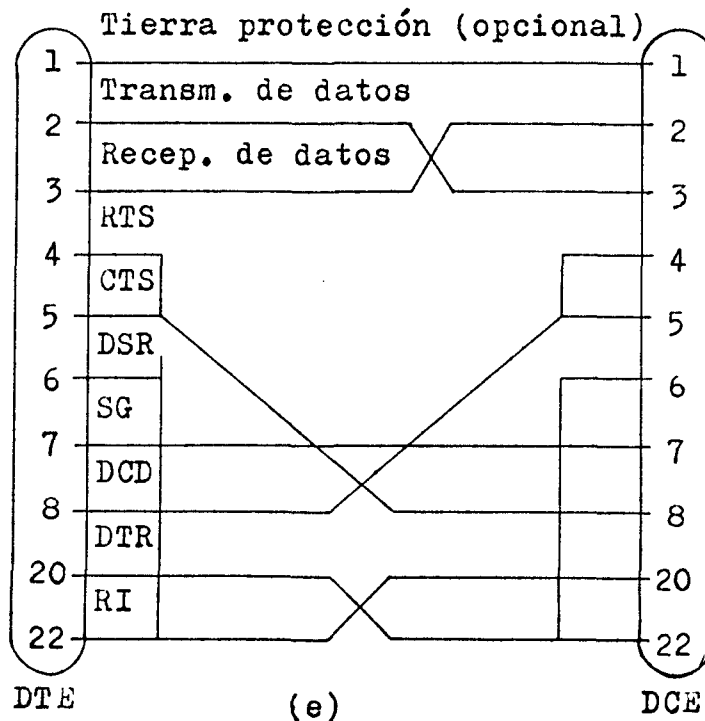 Tierra protección (opcional)
1 1
Transm. de datos
2 2
Recep. de datos
3 3
RTS
4 4
CTS
5 5
DSR
6 6
SG
7 7
DCD
8 8
DTR
20 20
RI
22 22
DTE (e) DCE